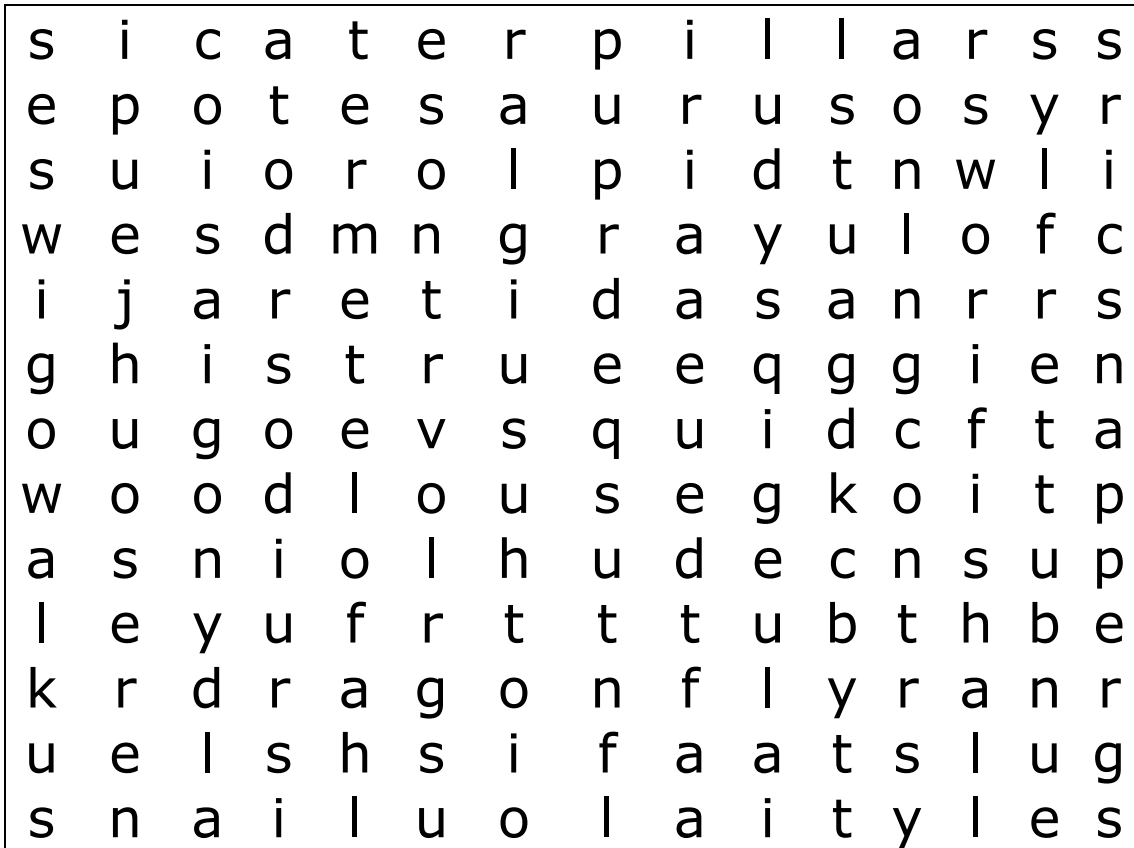 s i c a t e r p i l l a r s s
e p o t e s a u r u s o s y r
s u i o r o l p i d t n w l i
w e s d m n g r a y u l o f c
i j a r e t i d a s a n r r s
g h i s t r u e e q g g i e n
o u g o e v s q u i d c f t a
w o o d l o u s e g k o i t p
a s n i o l h u d e c n s u p
l e y u f r t t t u b t h b e
k r d r a g o n f l y r a n r
u e l s h s i f a a t s l u g
s n a i l u o l a i t y l e s